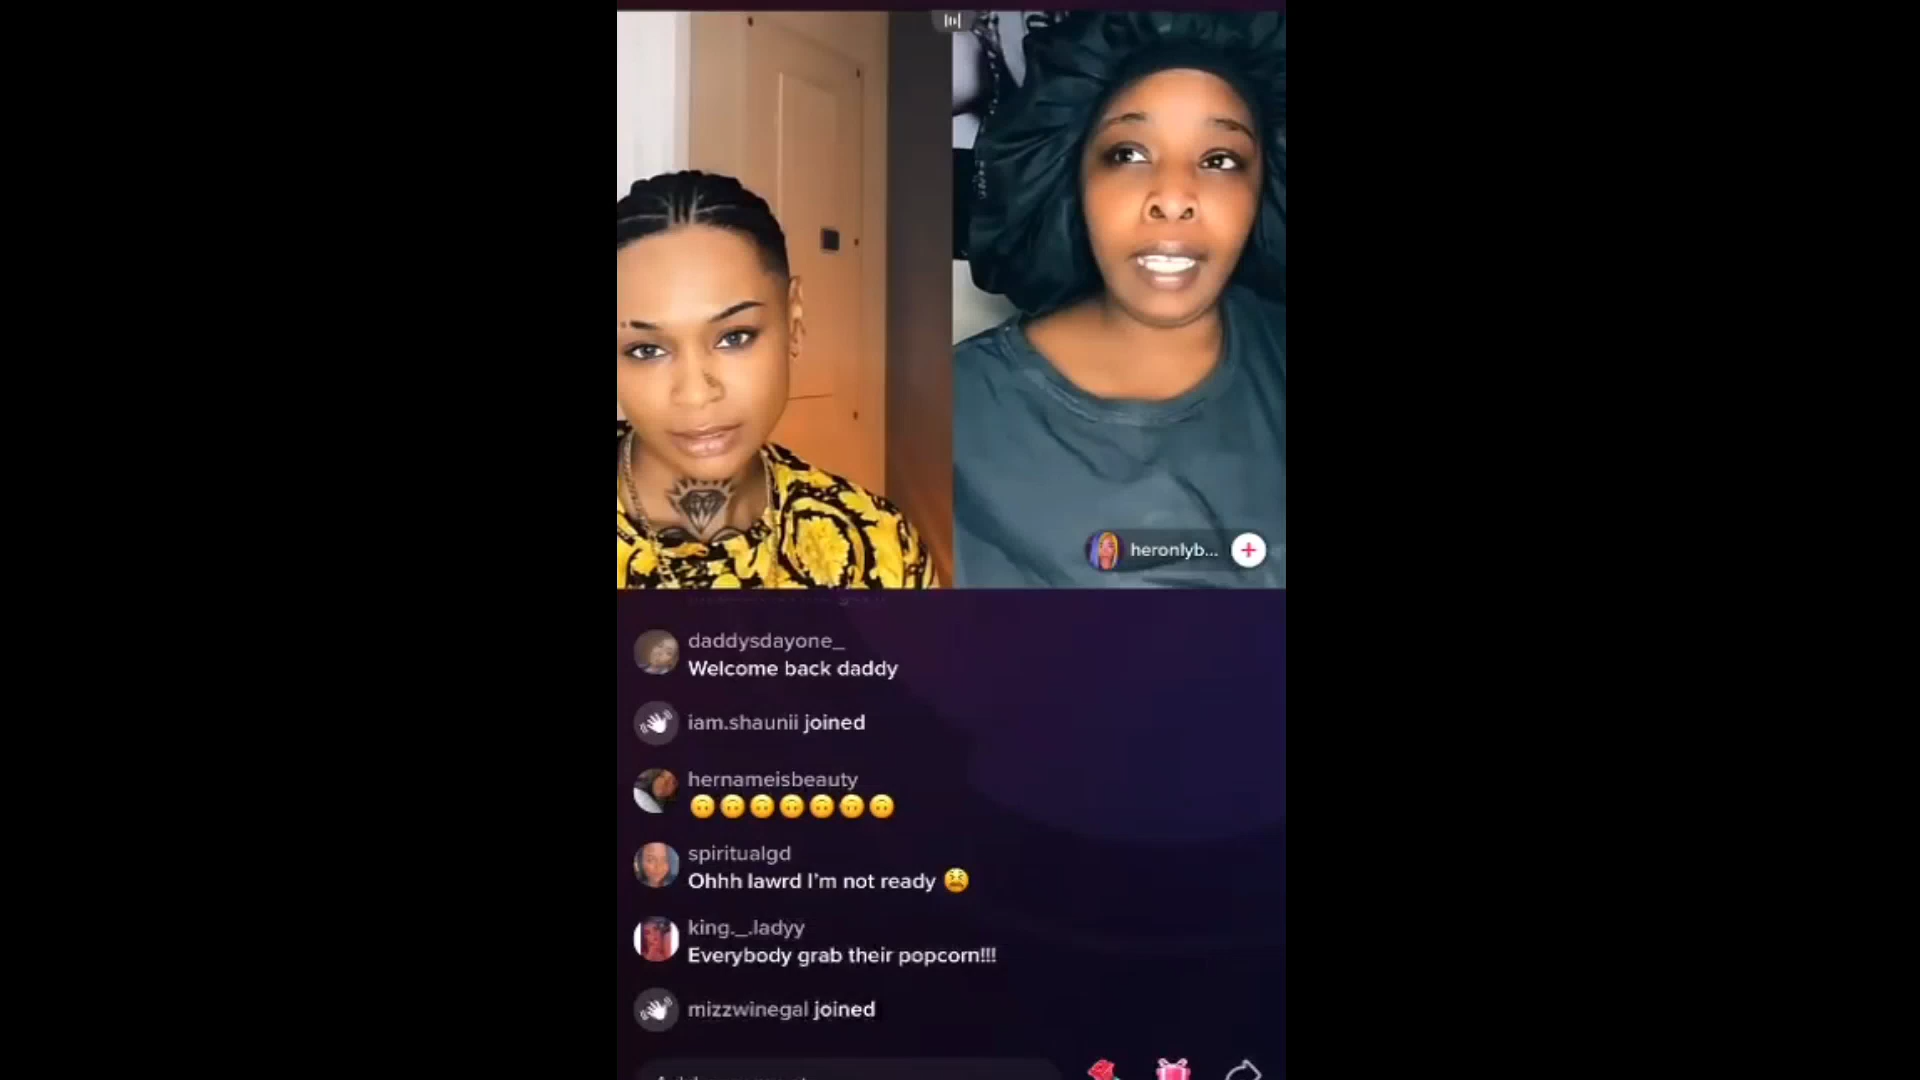 heronlyb...
daddysdayone_
Welcome back daddy
iam.shaunii joined
hernameisbeauty
🙃🙃🙃🙃🙃🙃🙃
spiritualgd
Ohhh lawrd I'm not ready 😫
king._.ladyy
Everybody grab their popcorn!!!
mizzwinegal joined